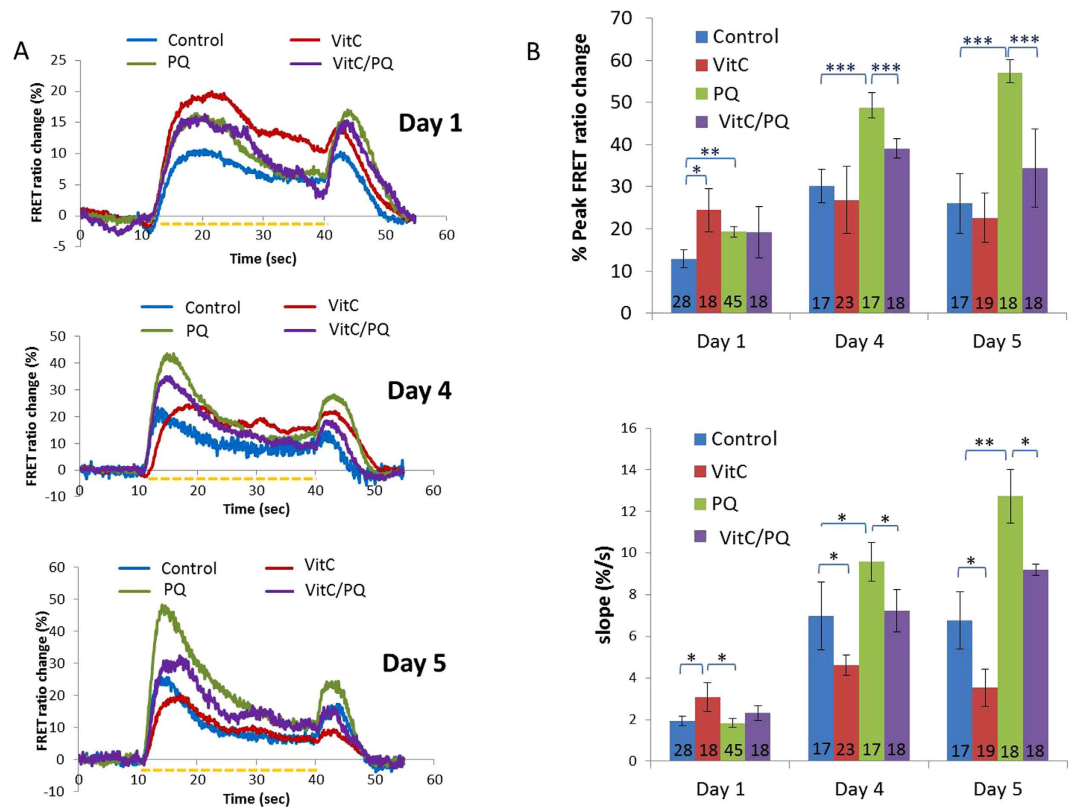 A
Control
VitC
PQ
VitC/PQ
FRET ratio change (%)
25
20
15
10
5
0
-5
0
10
20
30
40
50
60
Time (sec)
Day 1
Control
VitC
PQ
VitC/PQ
FRET ratio change (%)
50
40
30
20
10
0
-10
0
10
20
30
40
50
60
Time (sec)
Day 4
Control
VitC
PQ
VitC/PQ
FRET ratio change (%)
60
50
40
30
20
10
0
-10
0
10
20
30
40
50
60
Time (sec)
Day 5
B
% Peak FRET ratio change
70
60
50
40
30
20
10
0
Control
VitC
PQ
VitC/PQ
* ** *** *** *** ***
28 18 45 18 17 23 17 18 17 19 18 18
Day 1 Day 4 Day 5
slope (%/s)
16
14
12
10
8
6
4
2
0
Control
VitC
PQ
VitC/PQ
* * * * * * ** *
28 18 45 18 17 23 17 18 17 19 18 18
Day 1 Day 4 Day 5